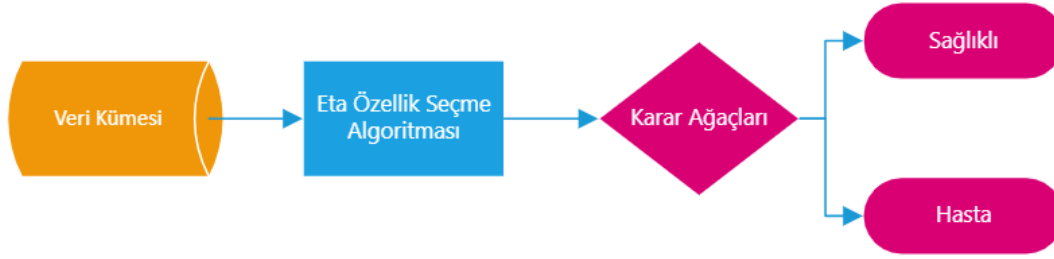 Veri Kümesi
Eta Özellik Seçme
Algoritması
Karar Ağaçları
Sağlıklı
Hasta